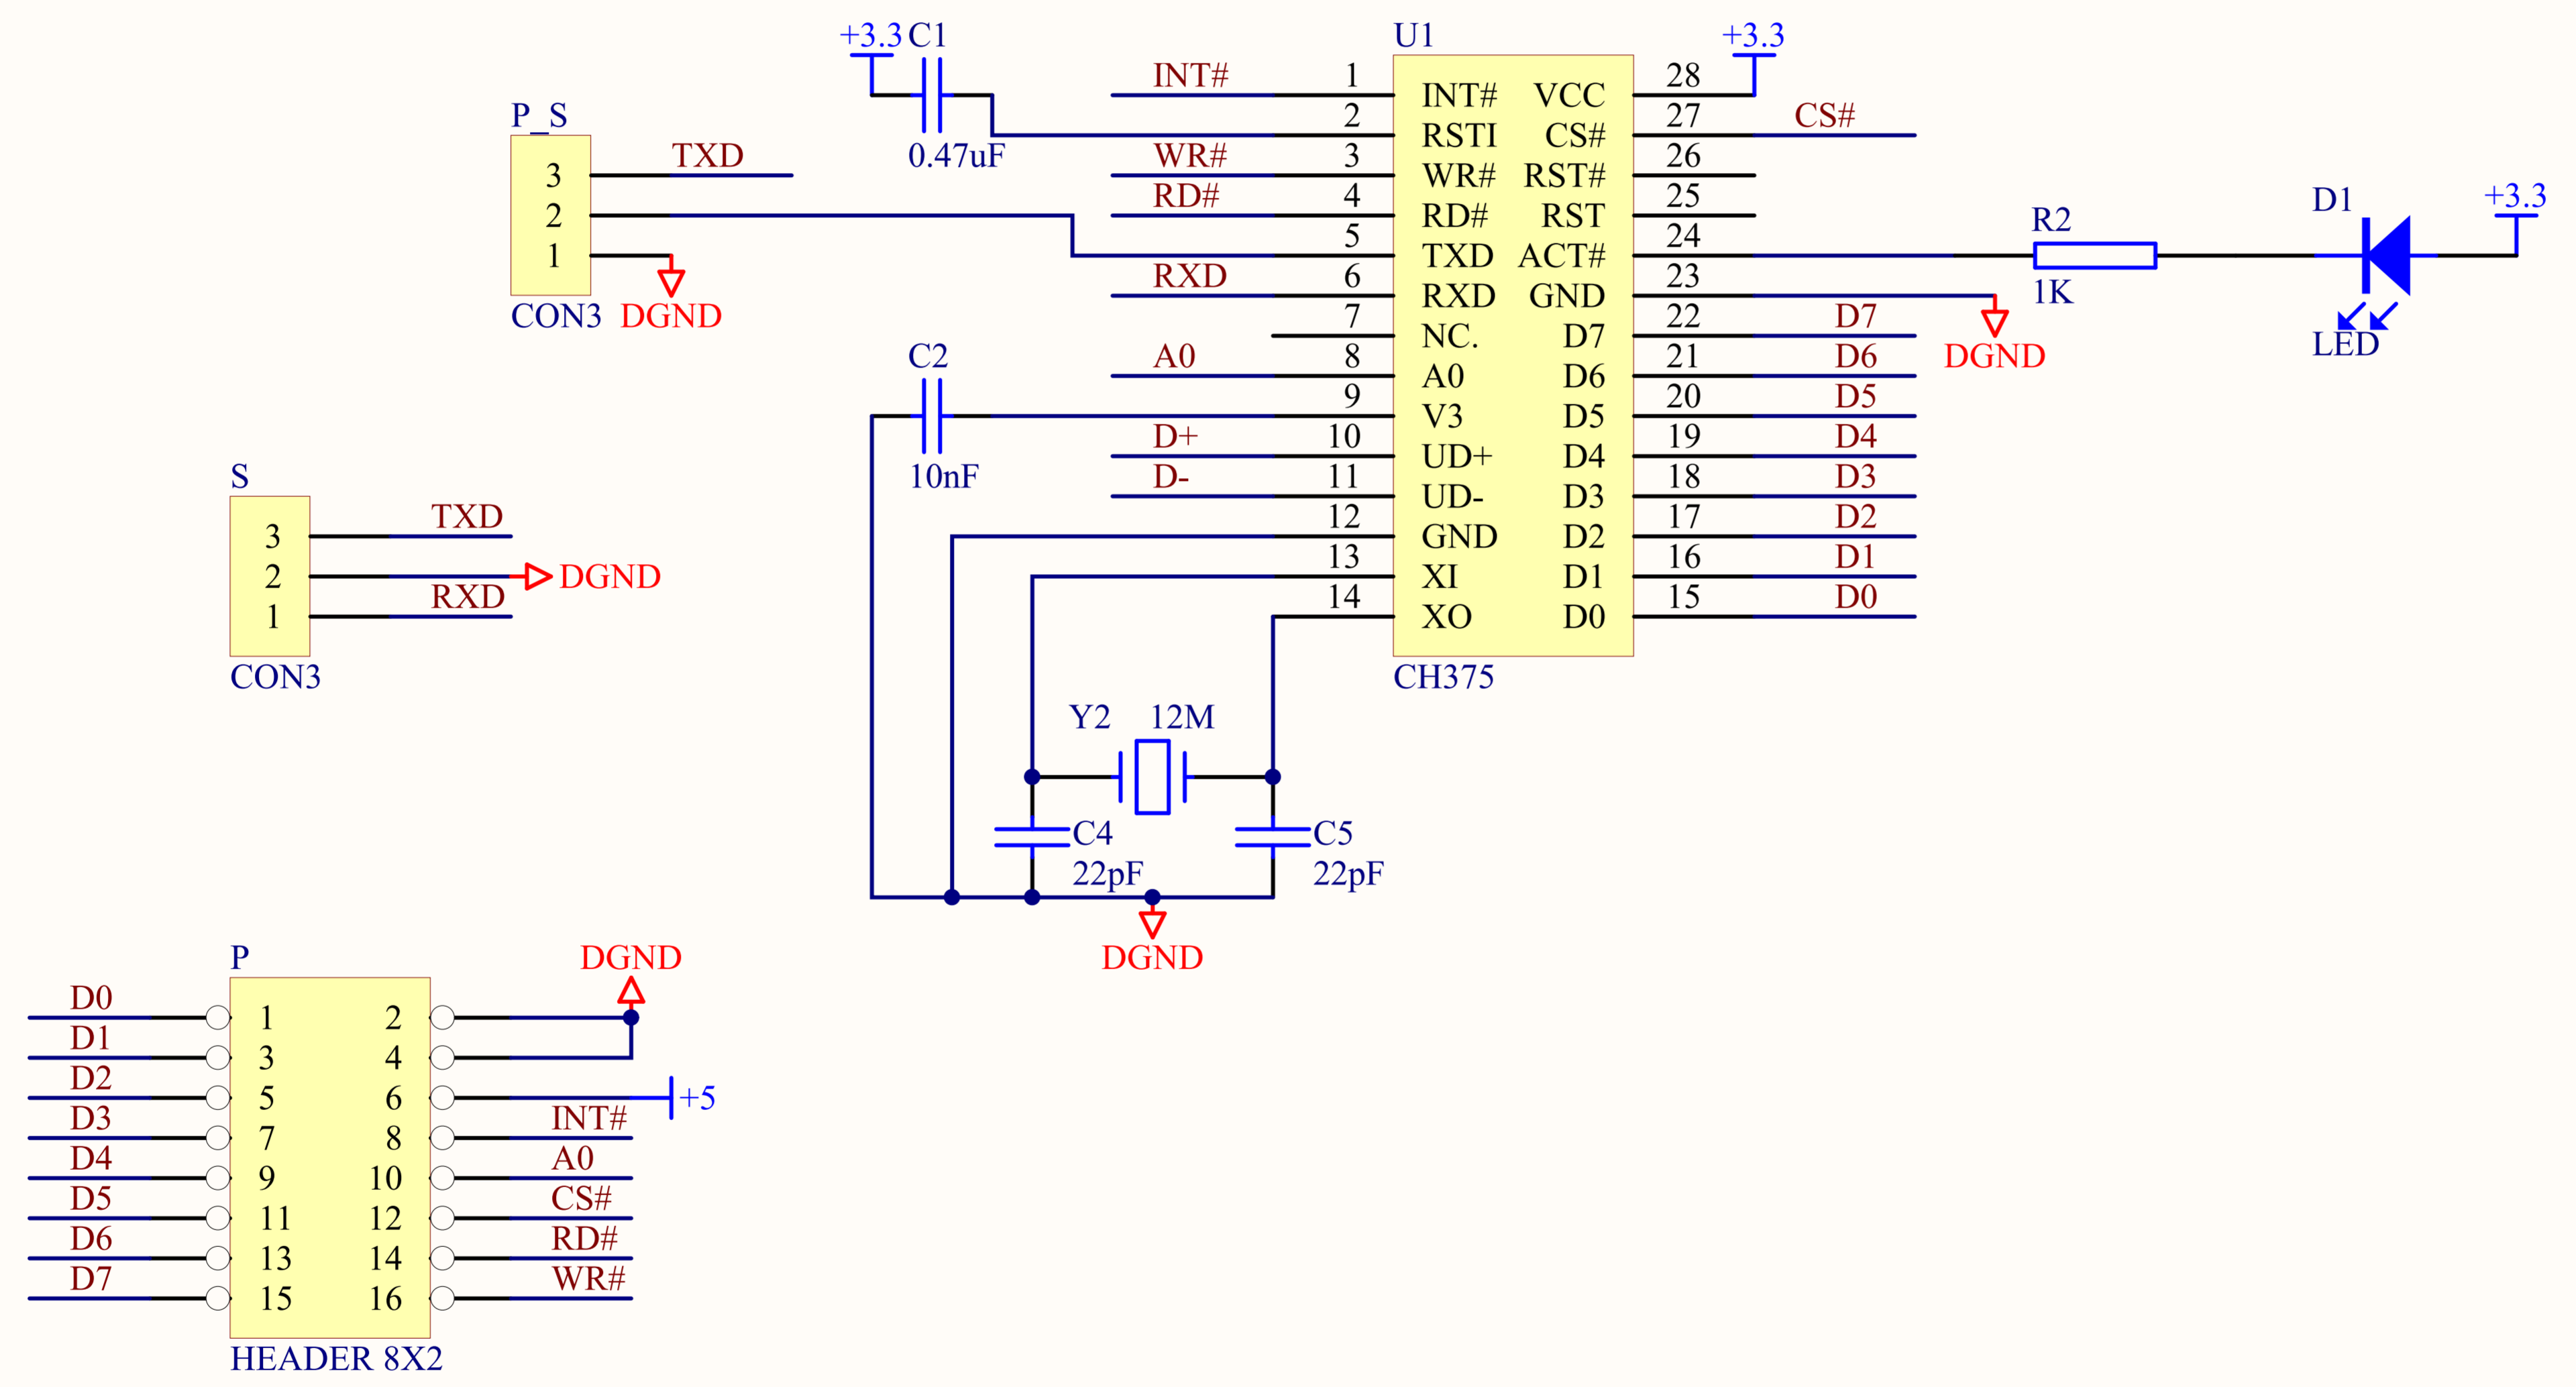 +3.3 C1
0.47uF
P_S
3 TXD
2
1
CON3 DGND
S
3 TXD
2 DGND
1 RXD
CON3
C2
10nF
U1
+3.3
INT# 1 INT# VCC 28
2 RSTI CS# 27 CS#
WR# 3 WR# RST# 26
RD# 4 RD# RST 25
5 TXD ACT# 24
RXD 6 RXD GND 23
7 NC. D7 22 D7
A0 8 A0 D6 21 D6
9 V3 D5 20 D5
D+ 10 UD+ D4 19 D4
D- 11 UD- D3 18 D3
12 GND D2 17 D2
13 XI D1 16 D1
14 XO D0 15 D0
CH375
R2
1K
D1
LED
+3.3
DGND
Y2 12M
C4
22pF
C5
22pF
DGND
P
DGND
D0 1 2
D1 3 4
D2 5 6 +5
D3 7 8 INT#
D4 9 10 A0
D5 11 12 CS#
D6 13 14 RD#
D7 15 16 WR#
HEADER 8X2